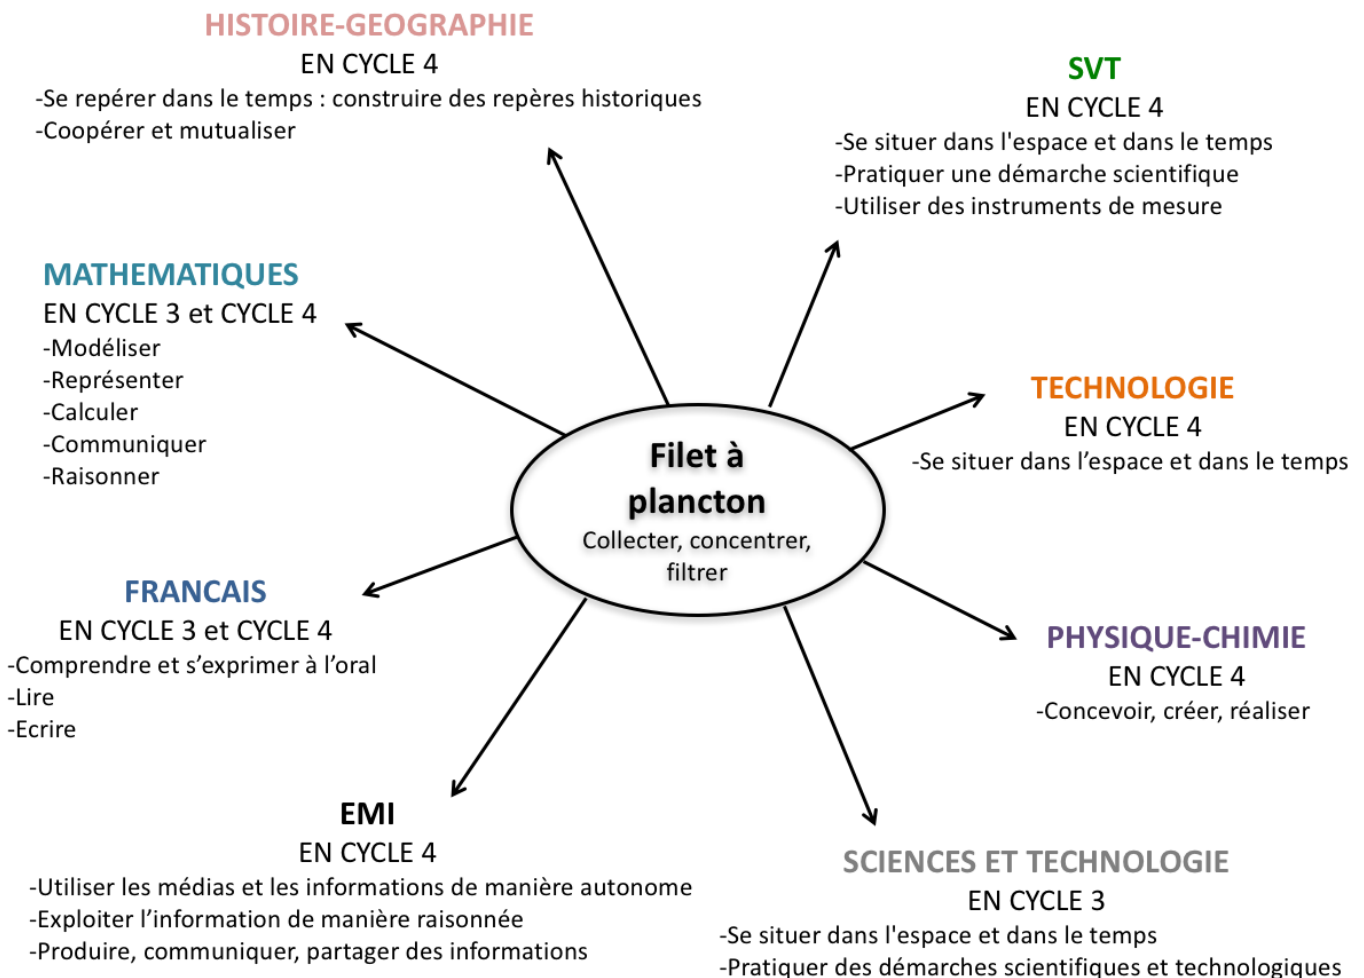 HISTOIRE-GEOGRAPHIE
EN CYCLE 4
-Se repérer dans le temps : construire des repères historiques
-Coopérer et mutualiser
SVT
EN CYCLE 4
-Se situer dans l'espace et dans le temps
-Pratiquer une démarche scientifique
-Utiliser des instruments de mesure
MATHEMATIQUES
EN CYCLE 3 et CYCLE 4
-Modéliser
-Représenter
-Calculer
-Communiquer
-Raisonner
TECHNOLOGIE
EN CYCLE 4
-Se situer dans l’espace et dans le temps
Filet à
plancton
Collecter, concentrer,
filtrer
FRANCAIS
EN CYCLE 3 et CYCLE 4
-Comprendre et s’exprimer à l’oral
-Lire
-Ecrire
PHYSIQUE-CHIMIE
EN CYCLE 4
-Concevoir, créer, réaliser
EMI
EN CYCLE 4
-Utiliser les médias et les informations de manière autonome
-Exploiter l’information de manière raisonnée
-Produire, communiquer, partager des informations
SCIENCES ET TECHNOLOGIE
EN CYCLE 3
-Se situer dans l'espace et dans le temps
-Pratiquer des démarches scientifiques et technologiques